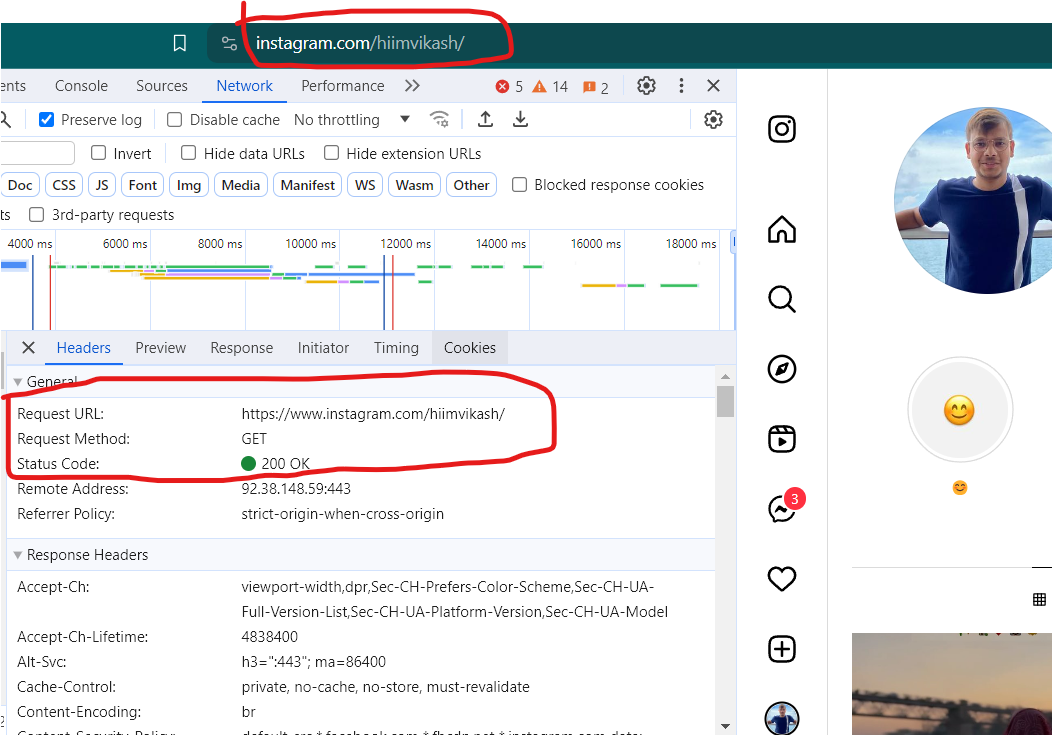 instagram.com/hiimvikash/
ents Console Sources Network Performance 5 14 2
Preserve log Disable cache No throttling
Invert Hide data URLs Hide extension URLs
Doc CSS JS Font Img Media Manifest WS Wasm Other Blocked response cookies
ts 3rd-party requests
4000 ms 6000 ms 8000 ms 10000 ms 12000 ms 14000 ms 16000 ms 18000 ms
Headers Preview Response Initiator Timing Cookies
General
Request URL: https://www.instagram.com/hiimvikash/
Request Method: GET
Status Code: 200 OK
Remote Address: 92.38.148.59:443
Referrer Policy: strict-origin-when-cross-origin
3
Response Headers
Accept-Ch: viewport-width,dpr,Sec-CH-Prefers-Color-Scheme,Sec-CH-UA-
Full-Version-List,Sec-CH-UA-Platform-Version,Sec-CH-UA-Model
Accept-Ch-Lifetime: 4838400
Alt-Svc: h3=":443"; ma=86400
Cache-Control: private, no-cache, no-store, must-revalidate
Content-Encoding: br
Content-Security-Policy: